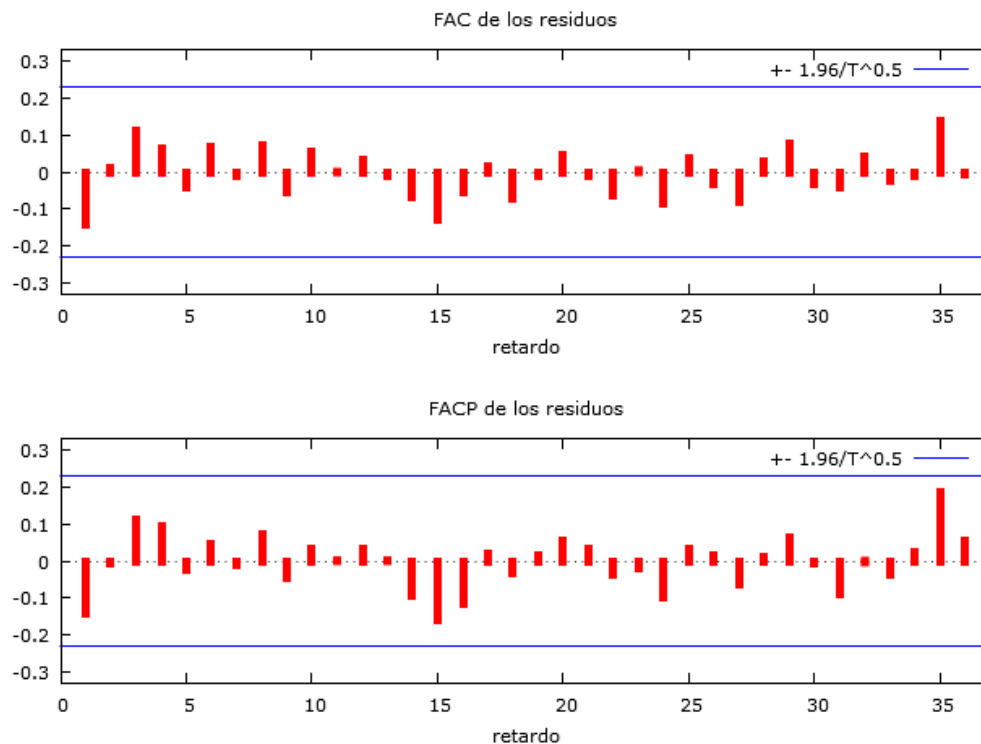 FAC de los residuos
0.3
+- 1.96/T^0.5
0.2
0.1
0
-0.1
-0.2
-0.3
0 5 10 15 20 25 30 35
retardo
FACP de los residuos
0.3
+- 1.96/T^0.5
0.2
0.1
0
-0.1
-0.2
-0.3
0 5 10 15 20 25 30 35
retardo